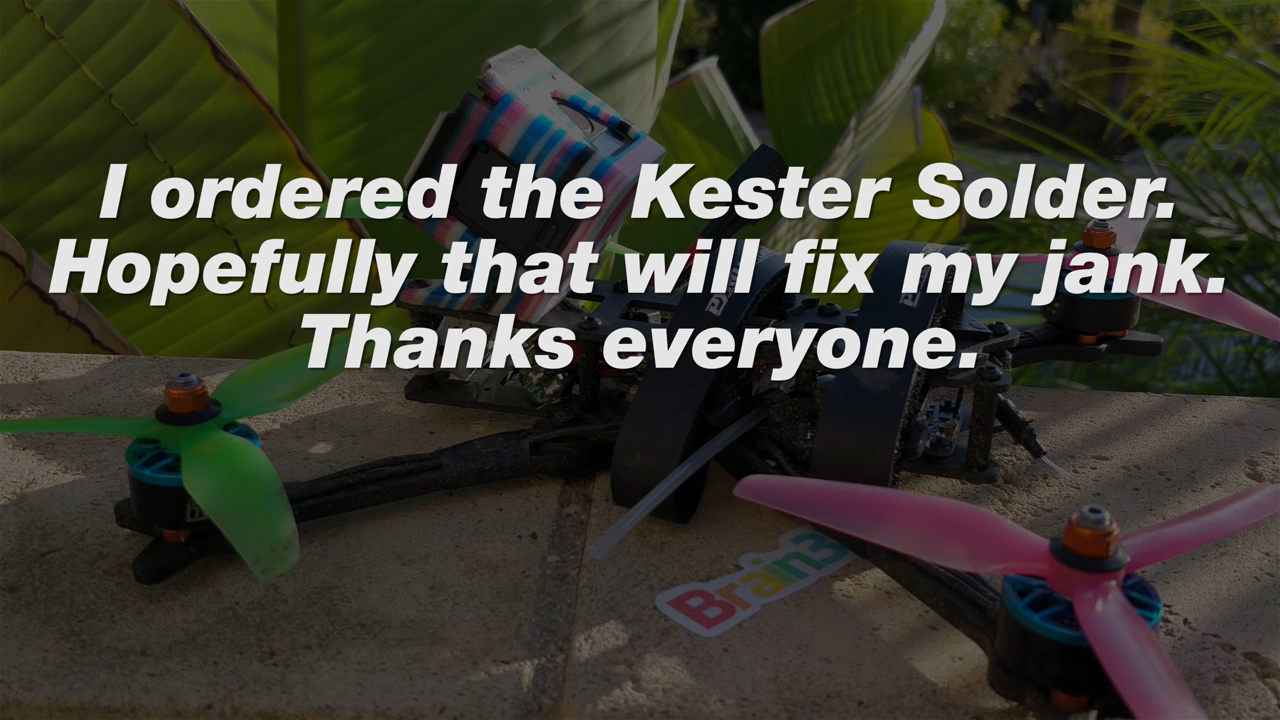 I ordered the Kester Solder.
Hopefully that will fix my jank.
Thanks everyone.
Brain3